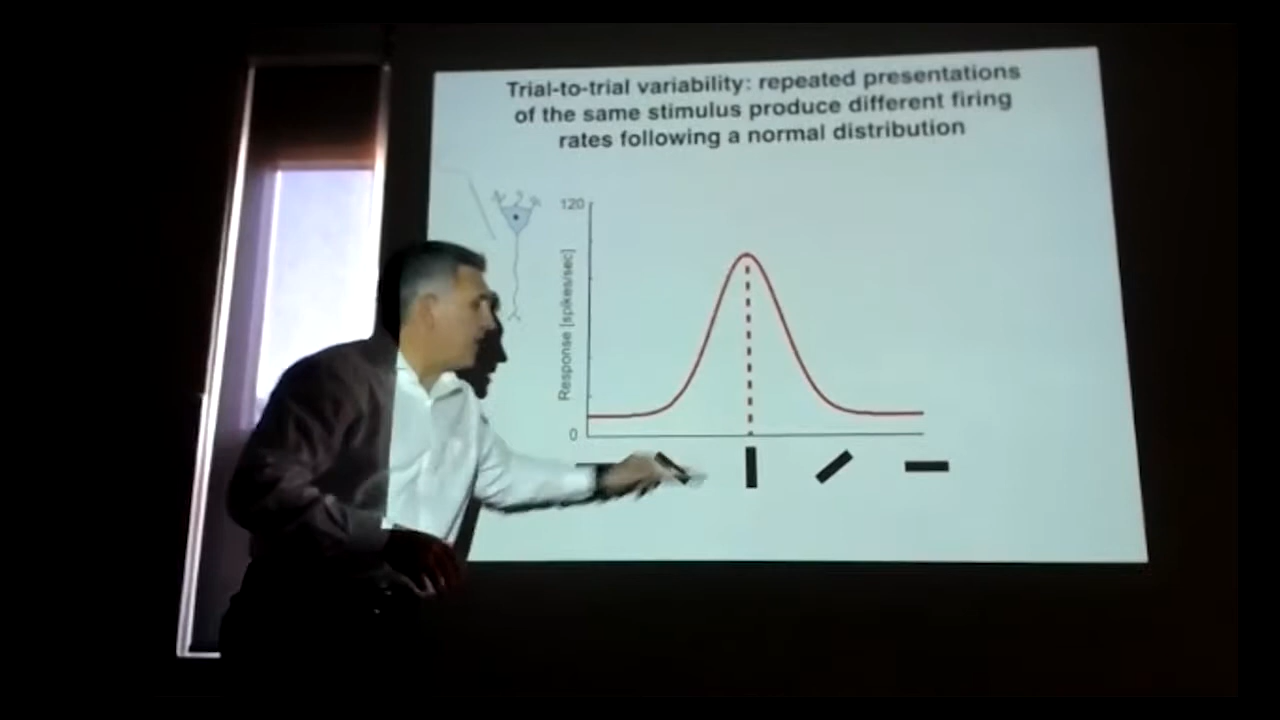 Trial-to-trial variability: repeated presentations
of the same stimulus produce different firing
rates following a normal distribution
120
Response [spikes/sec]
0